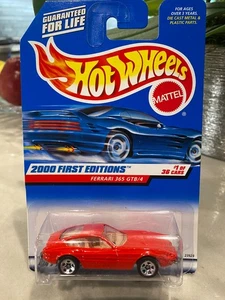 GUARANTEED
FOR LIFE
FOR AGES
OVER 3 YEARS
DIE CAST METAL &
PLASTIC PARTS.
Hot Wheels
MATTEL
2000 FIRST EDITIONS™
#1 OF
36 CARS
FERRARI 365 GTB/4